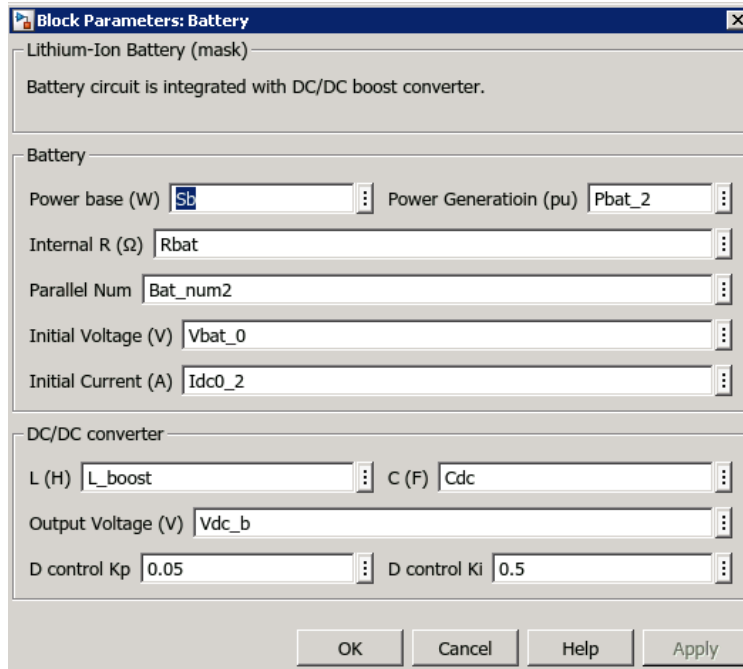 Block Parameters: Battery
Lithium-Ion Battery (mask)
Battery circuit is integrated with DC/DC boost converter.
Battery
Power base (W) Sb Power Generatioin (pu) Pbat_2
Internal R (Ω) Rbat
Parallel Num Bat_num2
Initial Voltage (V) Vbat_0
Initial Current (A) Idc0_2
DC/DC converter
L (H) L_boost C (F) Cdc
Output Voltage (V) Vdc_b
D control Kp 0.05 D control Ki 0.5
OK Cancel Help Apply